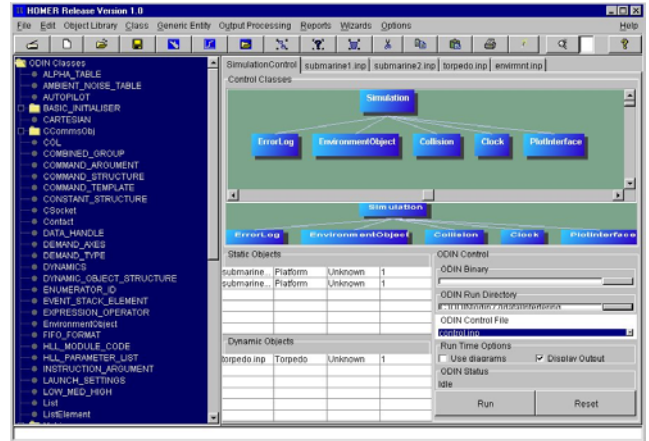 HOMER Release Version 1.0
File Edit Object Library Class Generic Entity Output Processing Reports Wizards Options Help
ODIN Classes
ALPHA_TABLE
AMBIENT_NOISE_TABLE
AUTOPILOT
BASIC_INITIALISER
CARTESIAN
CCommsObj
COL
COMBINED_GROUP
COMMAND_ARGUMENT
COMMAND_STRUCTURE
COMMAND_TEMPLATE
CONSTANT_STRUCTURE
CSocket
Contact
DATA_HANDLE
DEMAND_AXES
DEMAND_TYPE
DYNAMICS
DYNAMIC_OBJECT_STRUCTURE
ENUMERATOR_ID
EVENT_STACK_ELEMENT
EXPRESSION_OPERATOR
EnvironmentObject
FIFO_FORMAT
HLL_MODULE_CODE
HLL_PARAMETER_LIST
INSTRUCTION_ARGUMENT
LAUNCH_SETTINGS
LOW_MED_HIGH
List
ListElement
SimulationControl submarine1.inp submarine2.inp torpedo.inp envirmnt.inp
Control Classes
Simulation
ErrorLog EnvironmentObject Collision Clock PlotInterface
Simulation
ErrorLog EnvironmentObject Collision Clock PlotInterface
Static Objects
submarine... Platform Unknown 1
submarine... Platform Unknown 1
Dynamic Objects
torpedo.inp Torpedo Unknown 1
ODIN Control
ODIN Binary
ODIN Run Directory
ODIN Control File
control.inp
Run Time Options
Use diagrams Display Output
ODIN Status
Idle
Run Reset